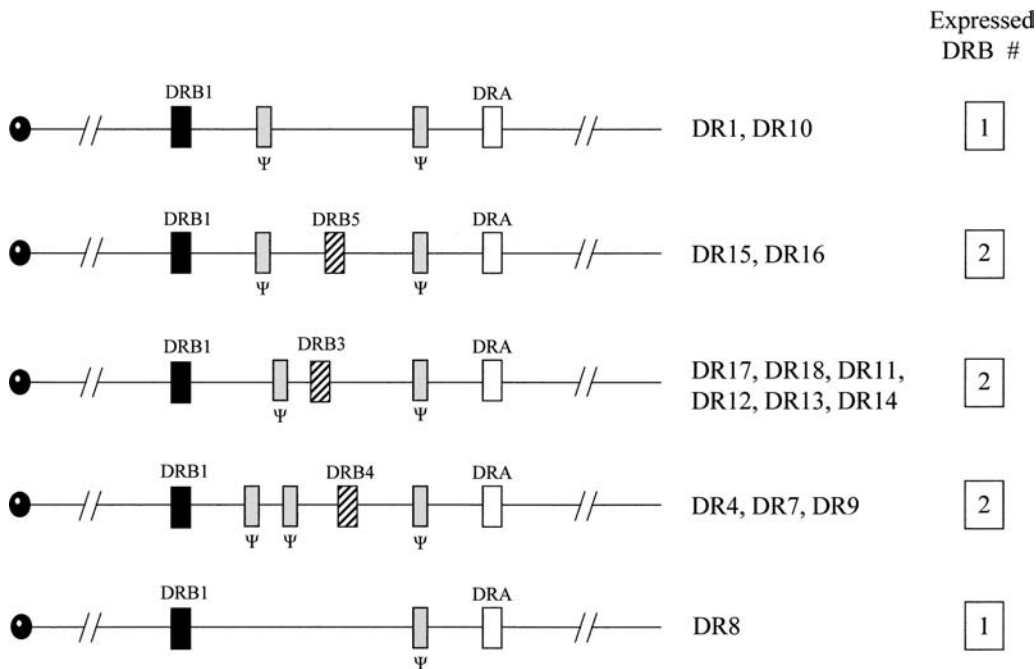 Expressed
DRB #
DRB1 DRA
DR1, DR10 1
Ψ Ψ
DRB1 DRB5 DRA
DR15, DR16 2
Ψ Ψ
DRB1 DRB3 DRA
DR17, DR18, DR11,
DR12, DR13, DR14
2
Ψ Ψ
DRB1 DRB4 DRA
DR4, DR7, DR9 2
Ψ Ψ Ψ
DRB1 DRA
DR8 1
Ψ